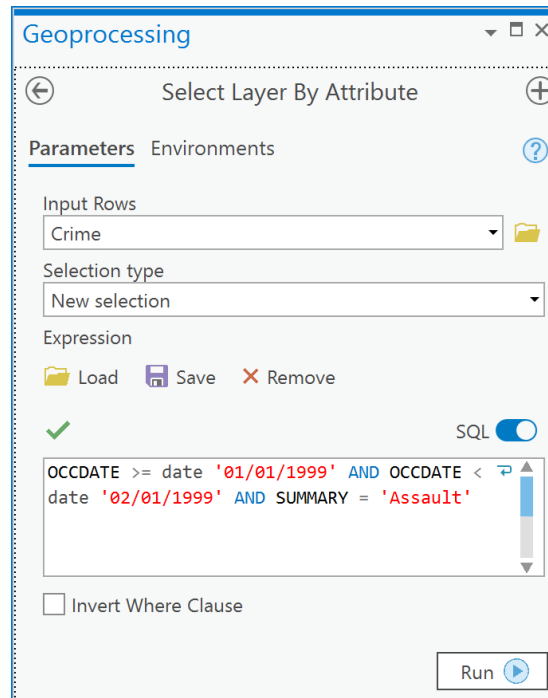 Geoprocessing
Select Layer By Attribute
Parameters Environments
Input Rows
Crime
Selection type
New selection
Expression
Load Save Remove
SQL
OCCDATE >= date '01/01/1999' AND OCCDATE <
date '02/01/1999' AND SUMMARY = 'Assault'
Invert Where Clause
Run